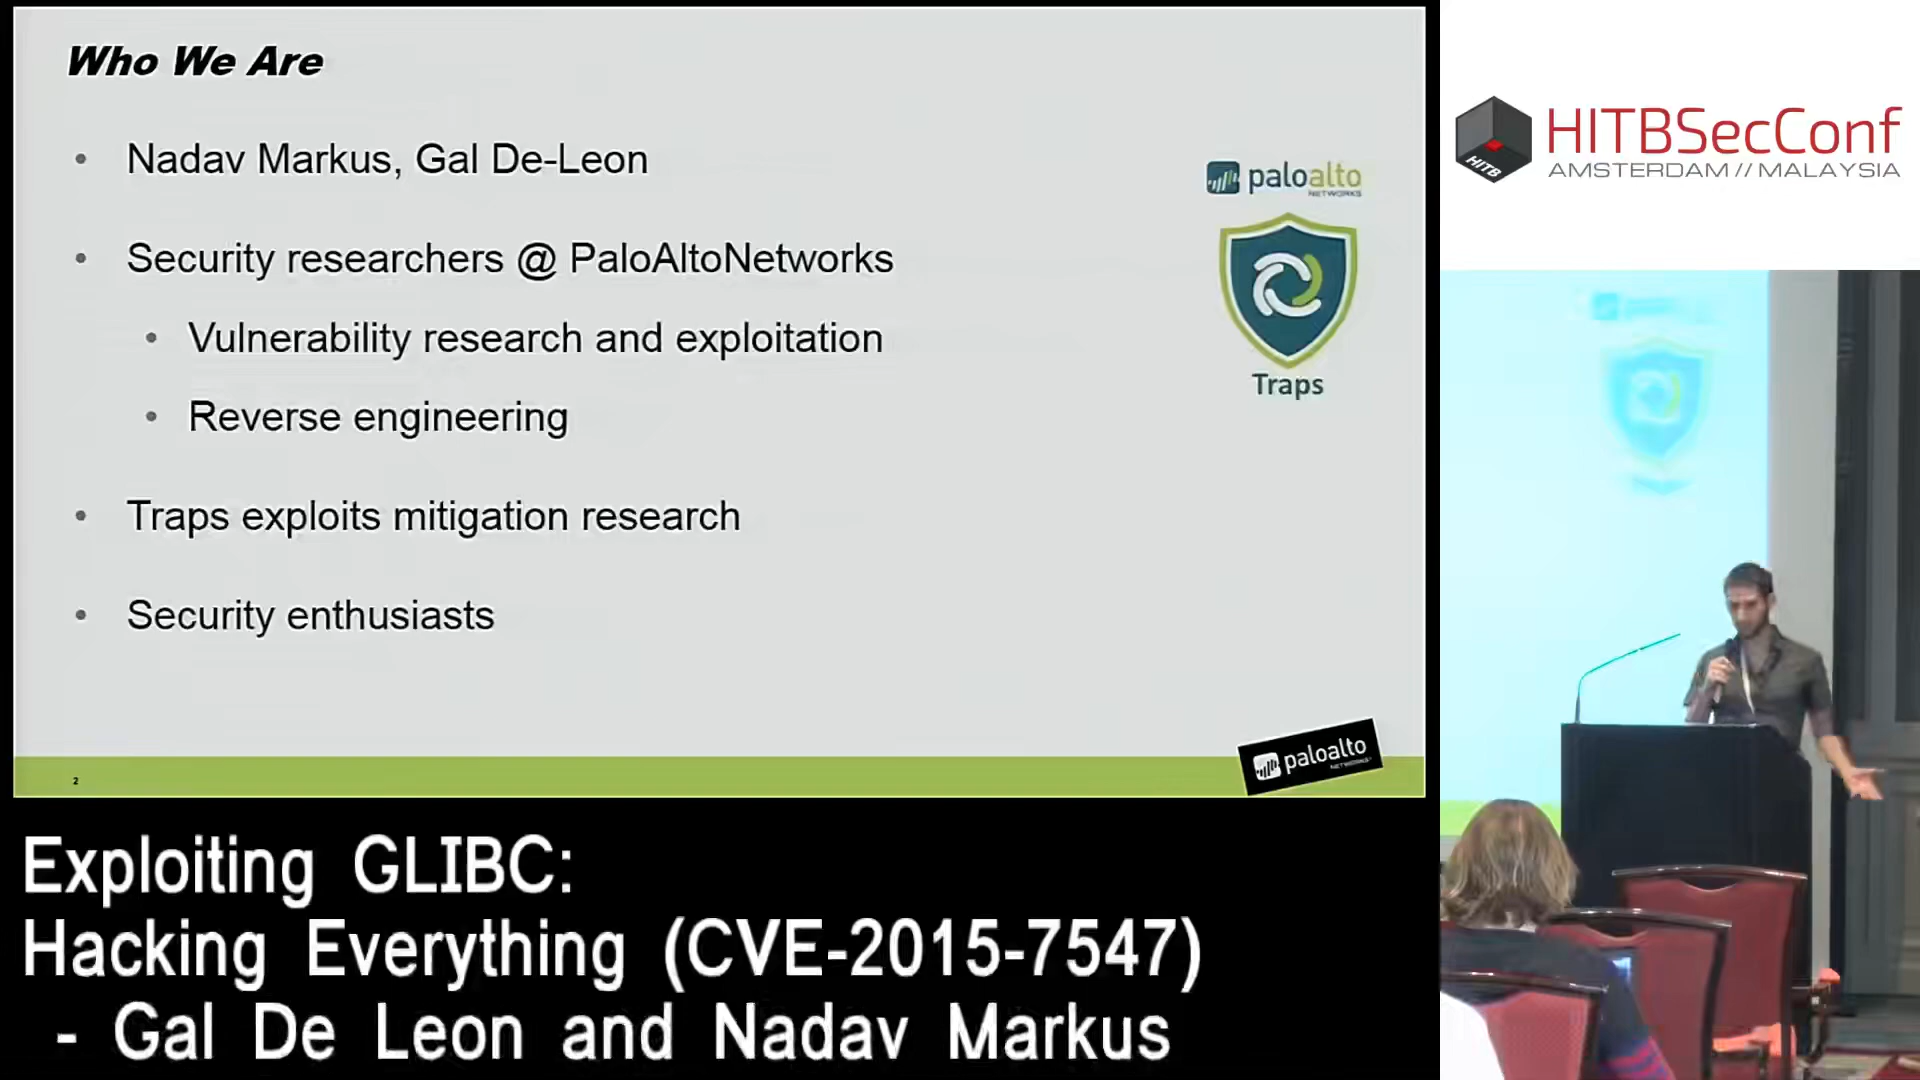 Who We Are
• Nadav Markus, Gal De-Leon
• Security researchers @ PaloAltoNetworks
• Vulnerability research and exploitation
• Reverse engineering
• Traps exploits mitigation research
• Security enthusiasts
paloalto
NETWORKS
Traps
2
paloalto
NETWORKS
Exploiting GLIBC:
Hacking Everything (CVE-2015-7547)
- Gal De Leon and Nadav Markus
HITB
HITBSecConf
AMSTERDAM // MALAYSIA